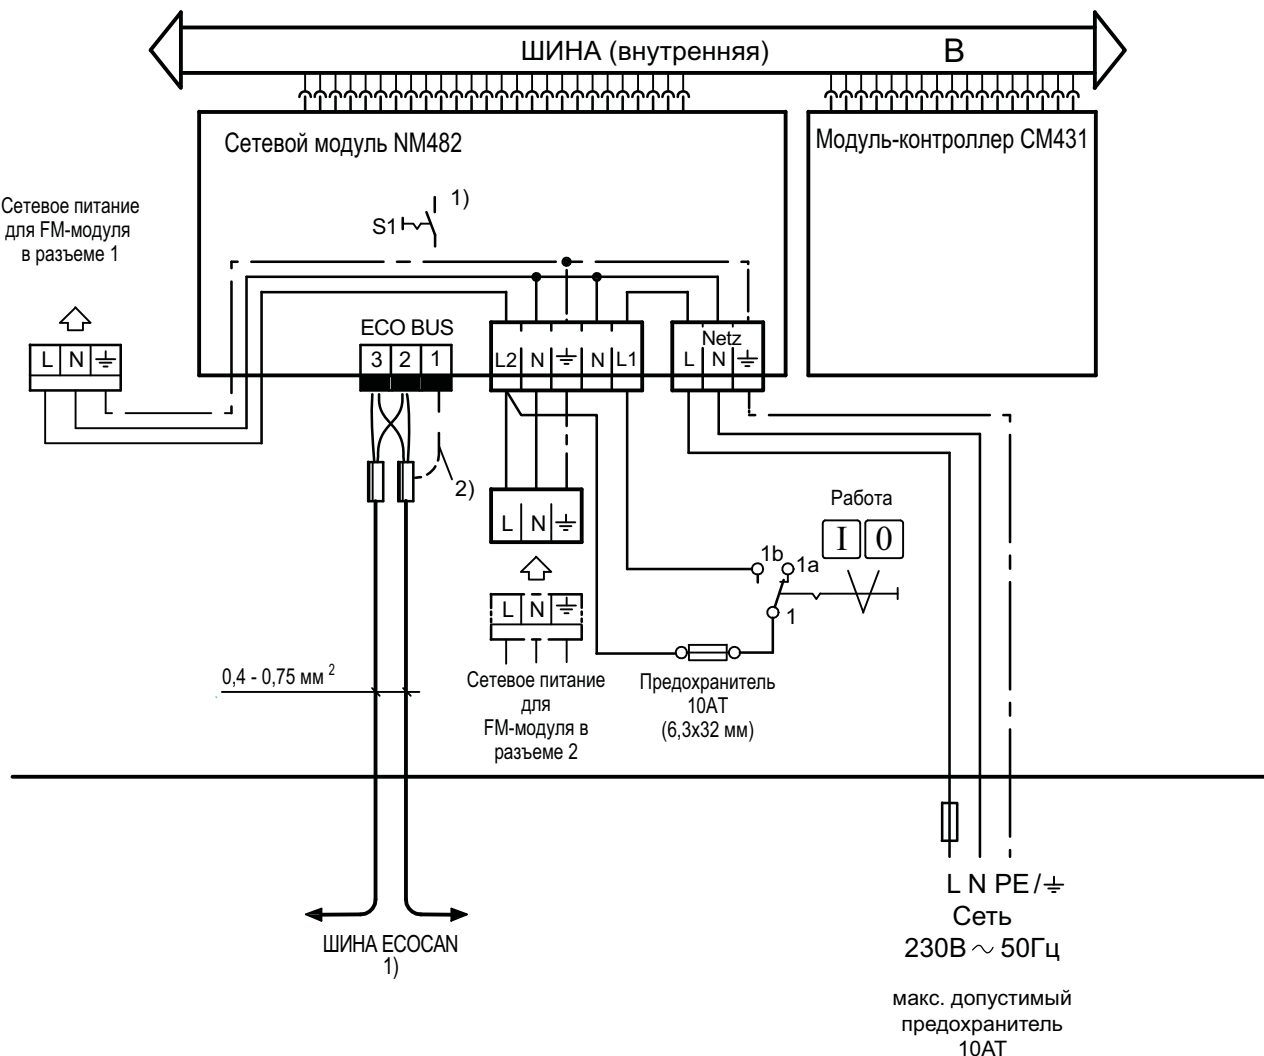 ШИНА (внутренняя) B
Сетевой модуль NM482
Модуль-контроллер CM431
Сетевое питание
для FM-модуля
в разъеме 1
S1
1)
ECO BUS
3 2 1
L N
L2 N N L1
Netz
L N
2)
L N
L N
Сетевое питание
для
FM-модуля в
разъеме 2
Работа
I 0
1b 1a
1
Предохранитель
10АТ
(6,3x32 мм)
0,4 - 0,75 мм 2
ШИНА ECOCAN
1)
L N PE/
Сеть
230В ~ 50Гц
макс. допустимый
предохранитель
10АТ